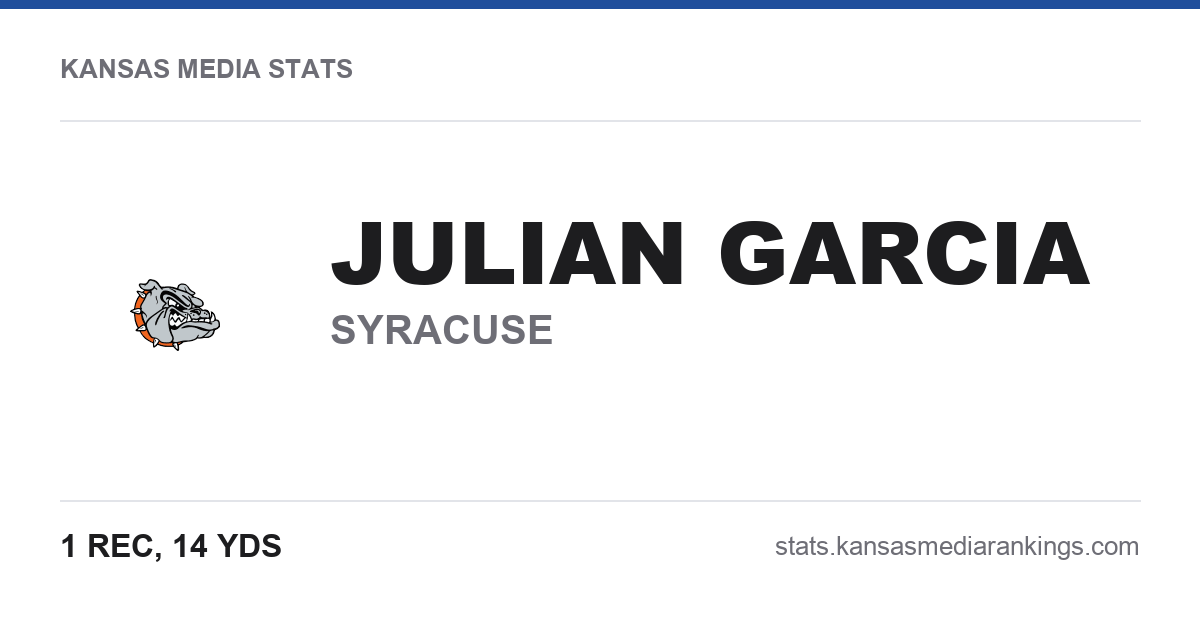 KANSAS MEDIA STATS
JULIAN GARCIA
SYRACUSE
1 REC, 14 YDS
stats.kansasmediarankings.com